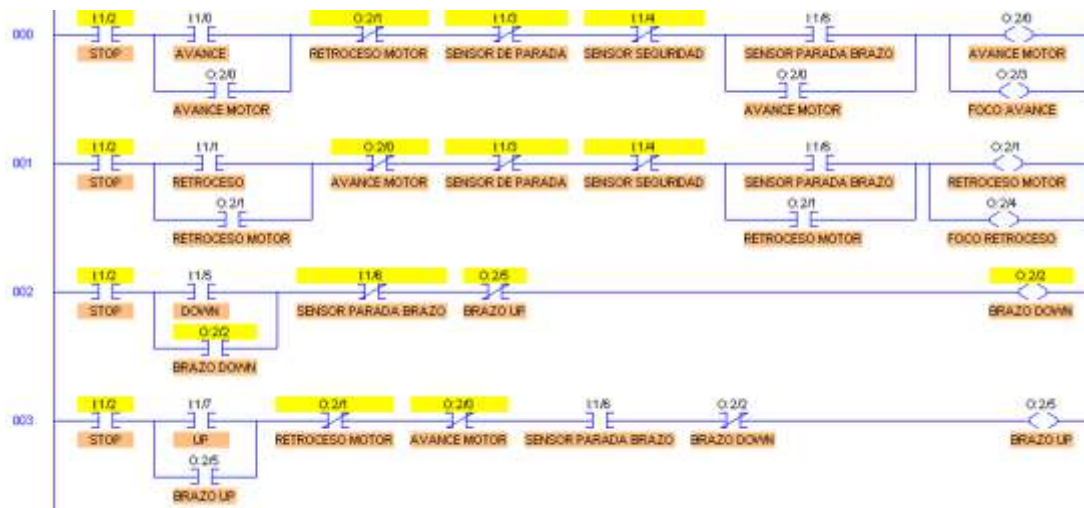 I:1/2 I:1/0 O:2/1 I:1/3 I:1/4 I:1/6 O:2/0
000
STOP AVANCE RETROCESO MOTOR SENSOR DE PARADA SENSOR SEGURIDAD SENSOR PARADA BRAZO AVANCE MOTOR
O:2/0 O:2/0 O:2/3
AVANCE MOTOR AVANCE MOTOR FOCO AVANCE
I:1/2 I:1/1 O:2/0 I:1/3 I:1/4 I:1/6 O:2/1
001
STOP RETROCESO AVANCE MOTOR SENSOR DE PARADA SENSOR SEGURIDAD SENSOR PARADA BRAZO RETROCESO MOTOR
O:2/1 O:2/1 O:2/4
RETROCESO MOTOR RETROCESO MOTOR FOCO RETROCESO
I:1/2 I:1/5 I:1/6 O:2/5 O:2/2
002
STOP DOWN SENSOR PARADA BRAZO BRAZO UP BRAZO DOWN
O:2/2
BRAZO DOWN
I:1/2 I:1/7 O:2/1 O:2/0 I:1/6 O:2/2 O:2/5
003
STOP UP RETROCESO MOTOR AVANCE MOTOR SENSOR PARADA BRAZO BRAZO DOWN BRAZO UP
O:2/5
BRAZO UP